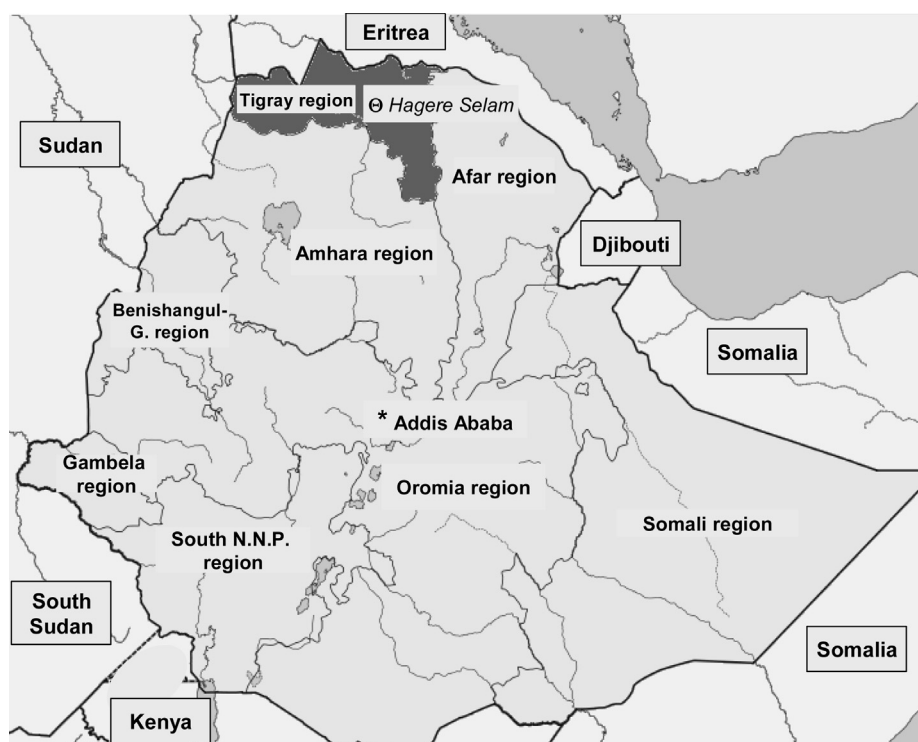 Eritrea
Tigray region
Θ Hagere Selam
Sudan
Afar region
Amhara region
Djibouti
Benishangul-
G. region
Somalia
* Addis Ababa
Gambela
region
Oromia region
Somali region
South N.N.P.
region
South
Sudan
Somalia
Kenya